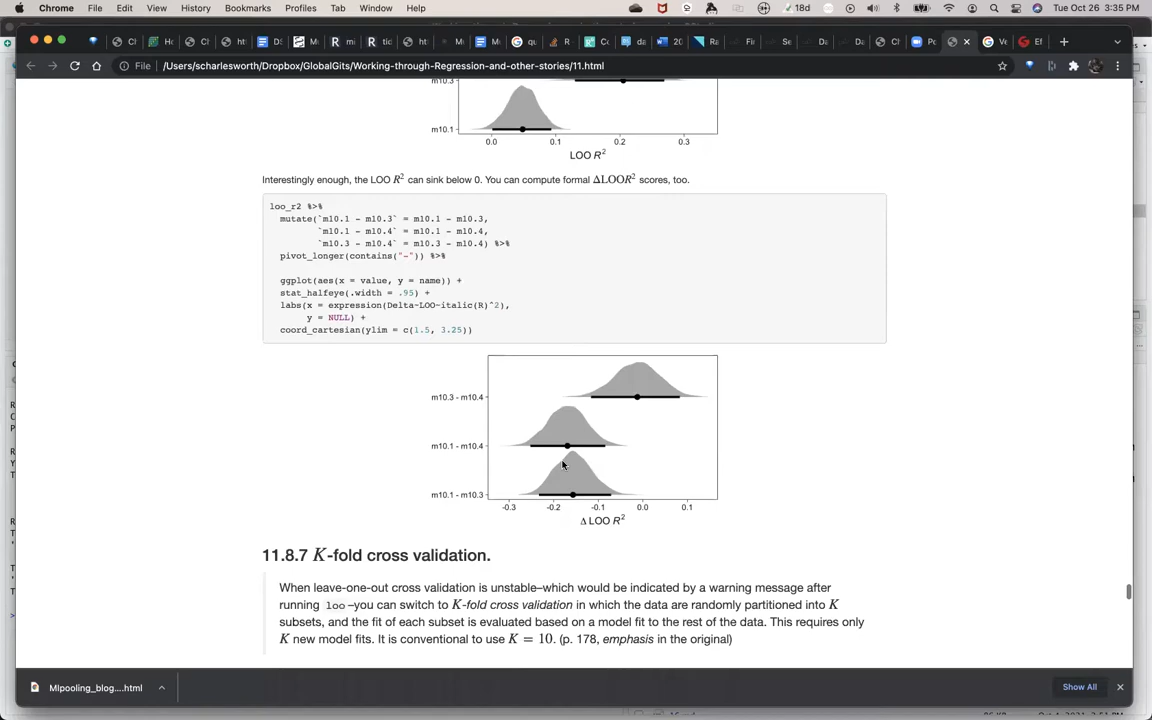 Chrome File Edit View History Bookmarks Profiles Tab Window Help 18d Tue Oct 26 3:35 PM
File /Users/scharlesworth/Dropbox/GlobalGits/Working-through-Regression-and-other-stories/11.html
m10.3
m10.1
0.0 0.1 0.2 0.3
LOO R2
Interestingly enough, the LOO R2 can sink below 0. You can compute formal ΔLOOR2 scores, too.
loo_r2 %>%
mutate(`m10.1 - m10.3` = m10.1 - m10.3,
`m10.1 - m10.4` = m10.1 - m10.4,
`m10.3 - m10.4` = m10.3 - m10.4) %>%
pivot_longer(contains("-")) %>%
ggplot(aes(x = value, y = name)) +
stat_halfeye(.width = .95) +
labs(x = expression(Delta~LOO~italic(R)^2),
y = NULL) +
coord_cartesian(ylim = c(1.5, 3.25))
m10.3 - m10.4
m10.1 - m10.4
m10.1 - m10.3
-0.3 -0.2 -0.1 0.0 0.1
Δ LOO R2
11.8.7 K-fold cross validation.
When leave-one-out cross validation is unstable–which would be indicated by a warning message after
running loo–you can switch to K-fold cross validation in which the data are randomly partitioned into K
subsets, and the fit of each subset is evaluated based on a model fit to the rest of the data. This requires only
K new model fits. It is conventional to use K = 10. (p. 178, emphasis in the original)
MIpooling_blog....html
Show All